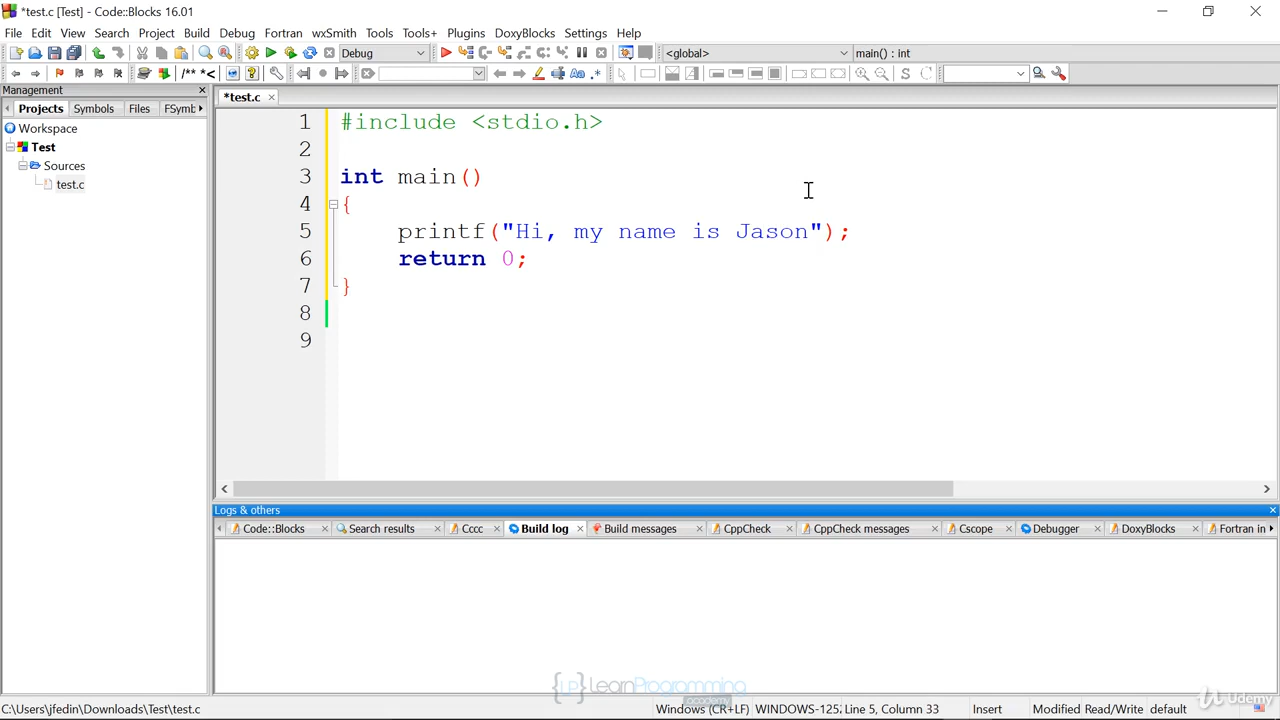 *test.c [Test] - Code::Blocks 16.01
File Edit View Search Project Build Debug Fortran wxSmith Tools Tools+ Plugins DoxyBlocks Settings Help
Debug <global> main() : int
/** *<
Management
Projects Symbols Files FSymb
*test.c
Workspace
Test
Sources
test.c
1 #include <stdio.h>
2
3 int main()
4 {
5 printf("Hi, my name is Jason");
6 return 0;
7 }
8
9
Logs & others
Code::Blocks Search results Cccc Build log Build messages CppCheck CppCheck messages Cscope Debugger DoxyBlocks Fortran in
{LP} LearnProgramming
academy
Udemy
C:\Users\jfedin\Downloads\Test\test.c Windows (CR+LF) WINDOWS-125 Line 5, Column 33 Insert Modified Read/Write default